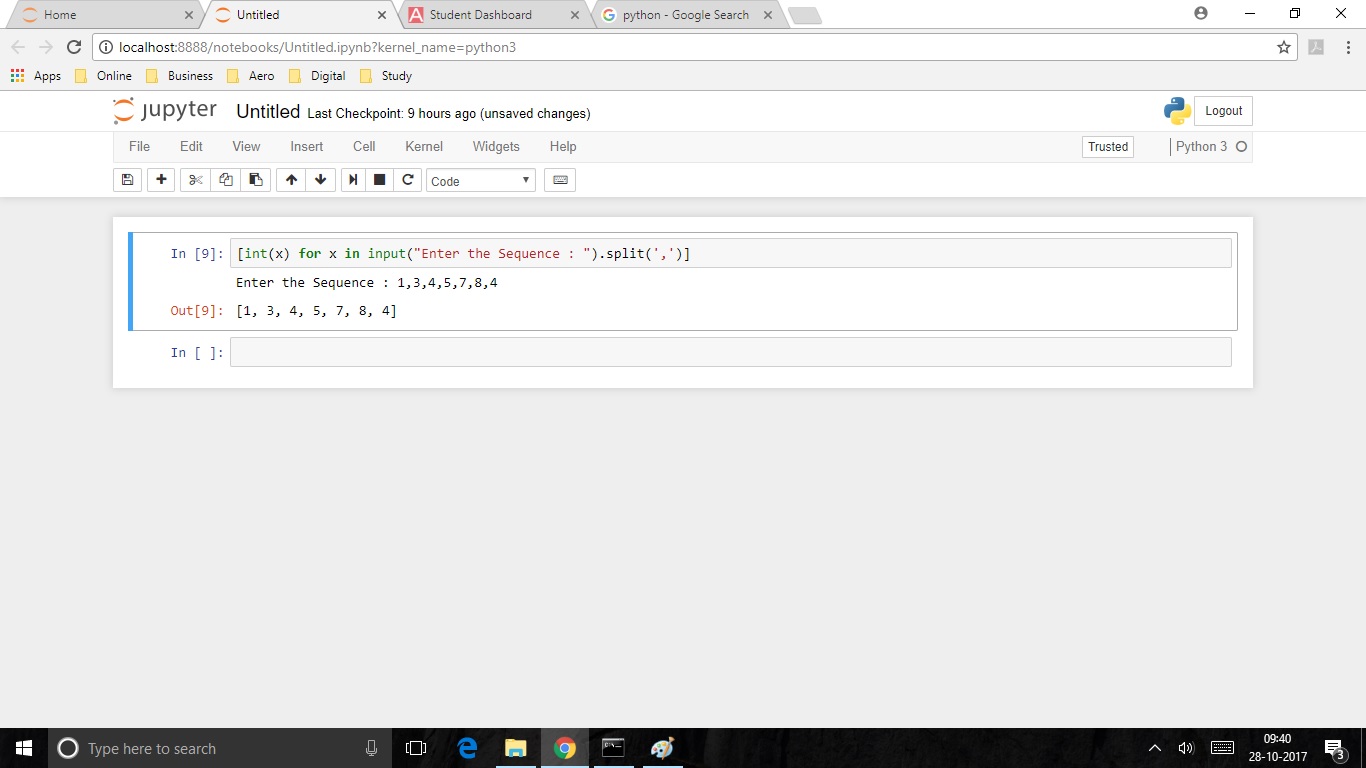 Home
Untitled
Student Dashboard
python - Google Search
localhost:8888/notebooks/Untitled.ipynb?kernel_name=python3
Apps Online Business Aero Digital Study
jupyter Untitled Last Checkpoint: 9 hours ago (unsaved changes) Logout
File Edit View Insert Cell Kernel Widgets Help Trusted Python 3
Code
In [9]: [int(x) for x in input("Enter the Sequence : ").split(',')]
Enter the Sequence : 1,3,4,5,7,8,4
Out[9]: [1, 3, 4, 5, 7, 8, 4]
In [ ]:
Type here to search
09:40
28-10-2017
3